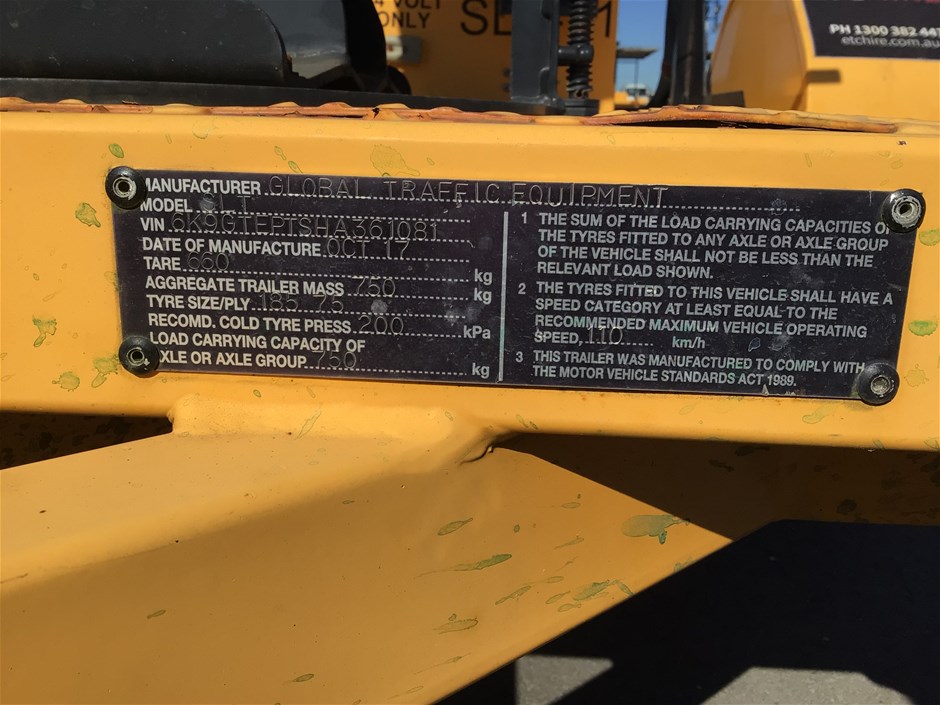 4 VOLT
ONLY
PH 1300 382 447
etchire.com.au
MANUFACTURER GLOBAL TRAFFIC EQUIPMENT
MODEL SLT
VIN 6K9GTEPTSHA361081
DATE OF MANUFACTURE OCT 17
TARE 660 kg
AGGREGATE TRAILER MASS 750 kg
TYRE SIZE/PLY 185 75
RECOMD. COLD TYRE PRESS. 200 kPa
LOAD CARRYING CAPACITY OF
AXLE OR AXLE GROUP 750 kg
1 THE SUM OF THE LOAD CARRYING CAPACITIES OF
THE TYRES FITTED TO ANY AXLE OR AXLE GROUP
OF THE VEHICLE SHALL NOT BE LESS THAN THE
RELEVANT LOAD SHOWN.
2 THE TYRES FITTED TO THIS VEHICLE SHALL HAVE A
SPEED CATEGORY AT LEAST EQUAL TO THE
RECOMMENDED MAXIMUM VEHICLE OPERATING
SPEED, 110 km/h
3 THIS TRAILER WAS MANUFACTURED TO COMPLY WITH
THE MOTOR VEHICLE STANDARDS ACT 1989.